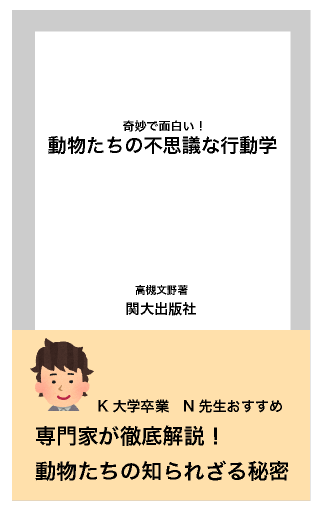 奇妙で面白い！
動物たちの不思議な行動学
高槻文野著
関大出版社
K大学卒業　N先生おすすめ
専門家が徹底解説！
動物たちの知られざる秘密